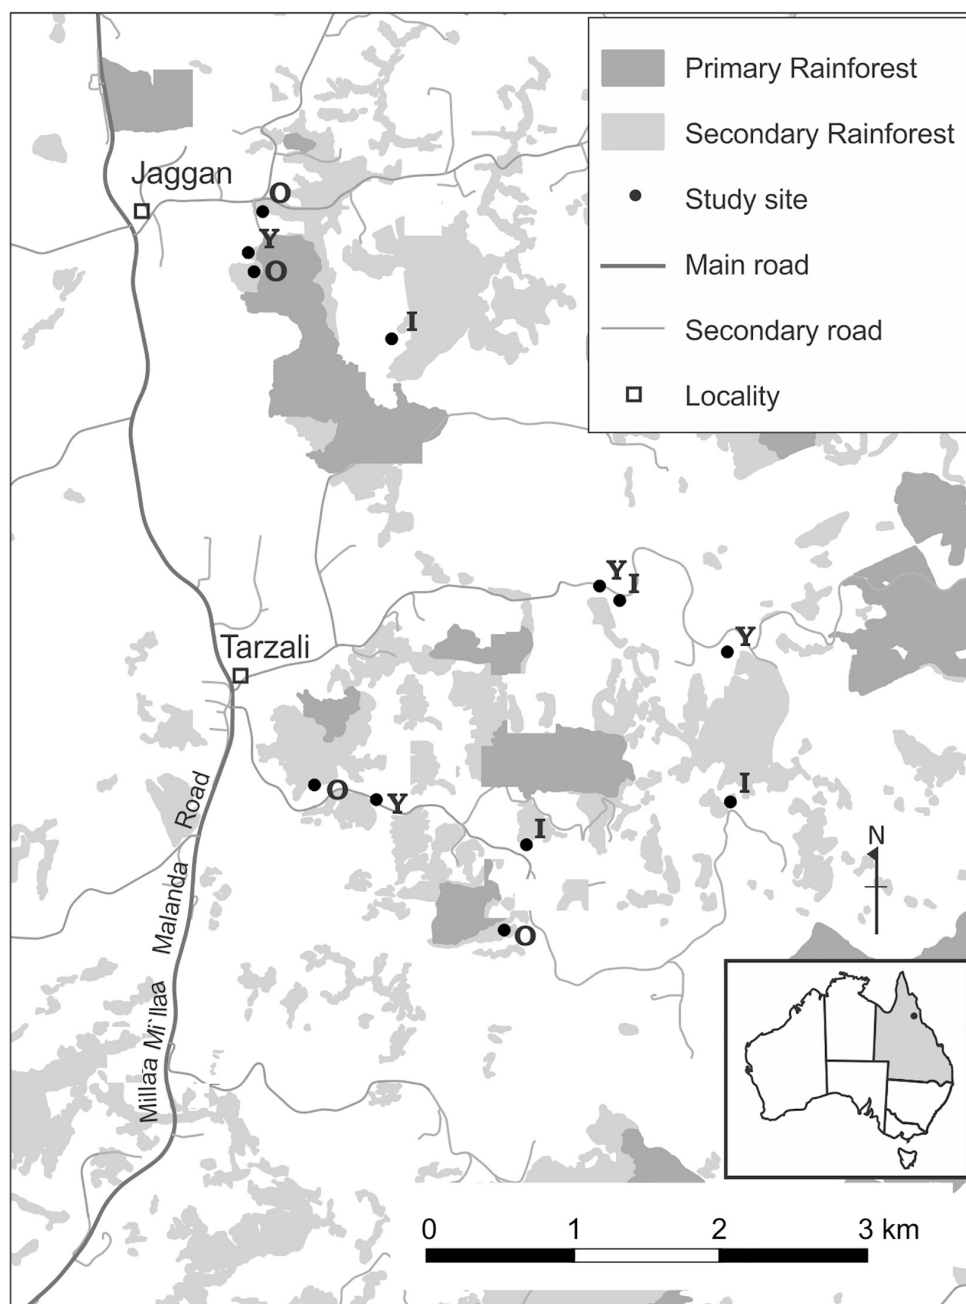 Primary Rainforest
Secondary Rainforest
Study site
Main road
Secondary road
Locality
Jaggan
O
Y
O
I
Y
I
Y
Tarzali
O
Y
I
I
O
N
Millaa Mi`llaa Malanda Road
0 1 2 3 km